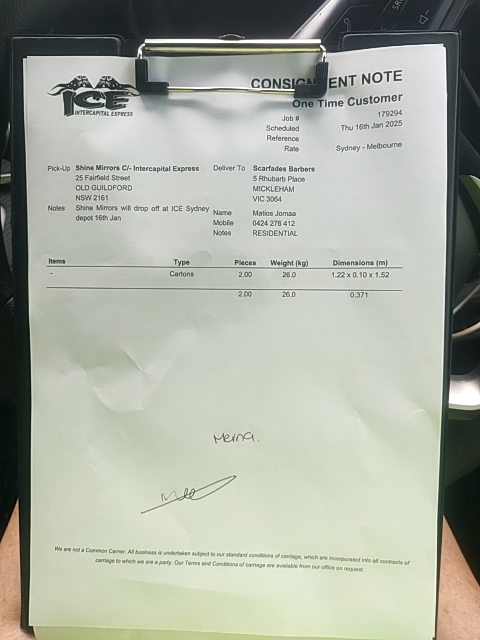 ICE
INTERCAPITAL EXPRESS
CONSIGNMENT NOTE
One Time Customer
Job # 179294
Scheduled Thu 16th Jan 2025
Reference
Rate Sydney - Melbourne
Pick-Up Shine Mirrors C/- Intercapital Express
25 Fairfield Street
OLD GUILDFORD
NSW 2161
Notes Shine Mirrors will drop off at ICE Sydney
depot 16th Jan
Deliver To Scarfades Barbers
5 Rhubarb Place
MICKLEHAM
VIC 3064
Name Matios Jomaa
Mobile 0424 276 412
Notes RESIDENTIAL
Items Type Pieces Weight (kg) Dimensions (m)
- Cartons 2.00 26.0 1.22 x 0.10 x 1.52
2.00 26.0 0.371
Merna.
We are not a Common Carrier. All business is undertaken subject to our standard conditions of carriage, which are incorporated into all contracts of
carriage to which we are a party. Our Terms and Conditions of carriage are available from our office on request.